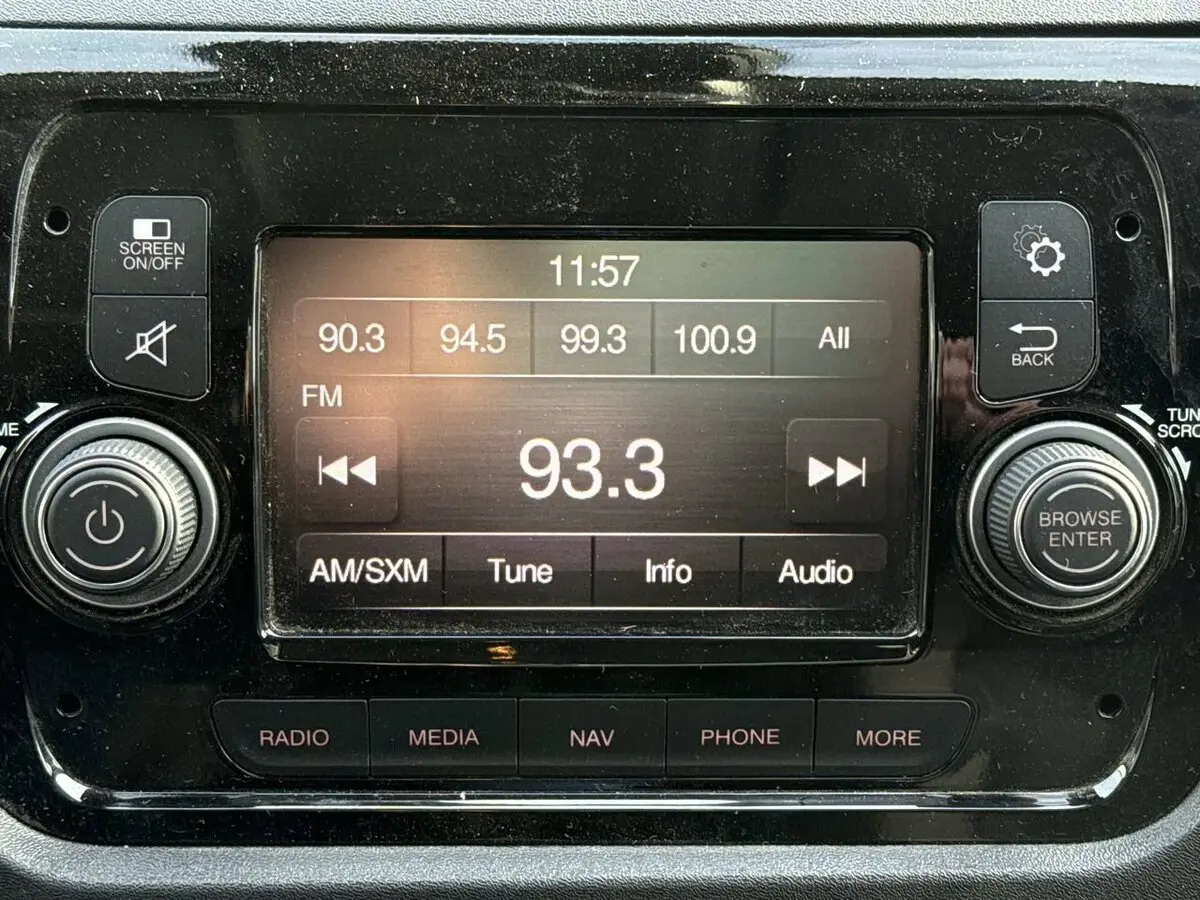 SCREEN
ON/OFF
11:57
90.3 94.5 99.3 100.9 All
FM
93.3
AM/SXM Tune Info Audio
BACK
BROWSE
ENTER
RADIO MEDIA NAV PHONE MORE